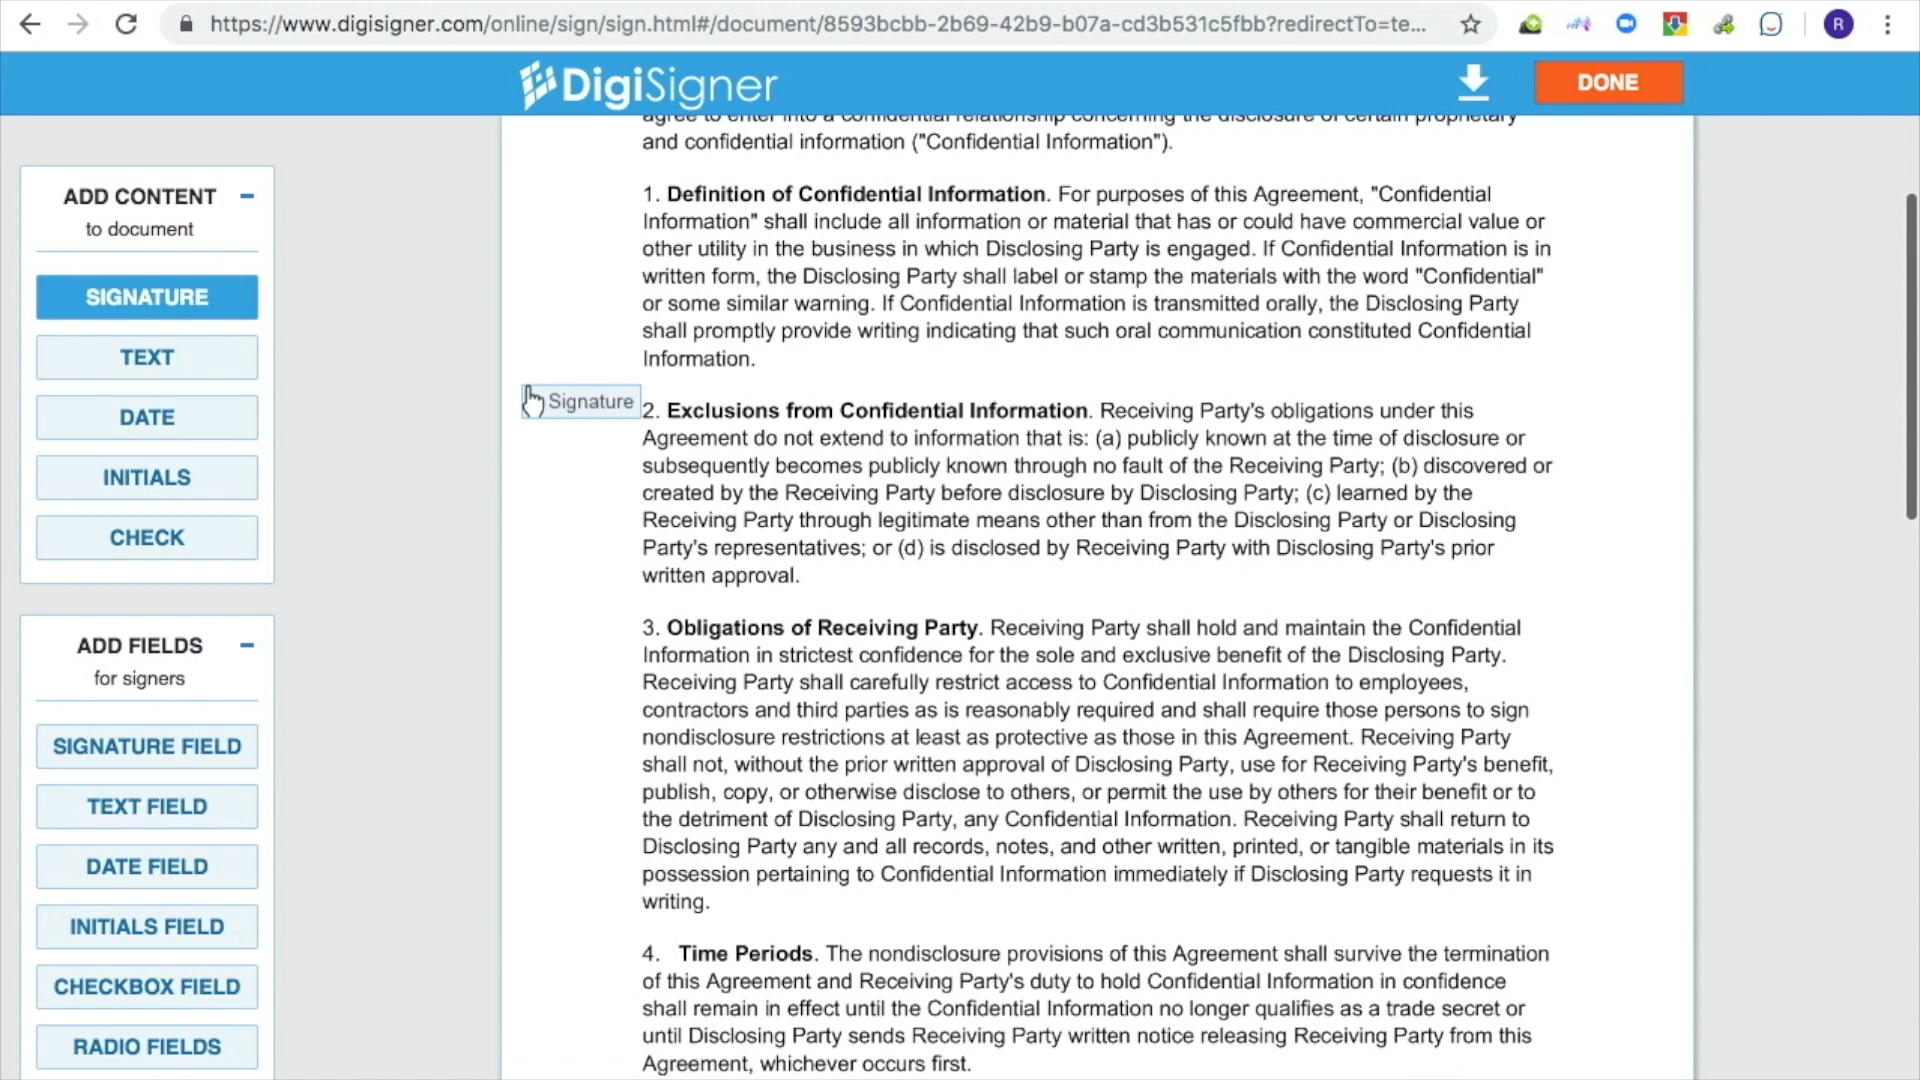 https://www.digisigner.com/online/sign/sign.html#/document/8593bcbb-2b69-42b9-b07a-cd3b531c5fbb?redirectTo=te...
R
DigiSigner
DONE
agree to enter into a confidential relationship concerning the disclosure of certain proprietary
and confidential information ("Confidential Information").
ADD CONTENT
to document
SIGNATURE
TEXT
DATE
INITIALS
CHECK
ADD FIELDS
for signers
SIGNATURE FIELD
TEXT FIELD
DATE FIELD
INITIALS FIELD
CHECKBOX FIELD
RADIO FIELDS
Signature
1. Definition of Confidential Information. For purposes of this Agreement, "Confidential
Information" shall include all information or material that has or could have commercial value or
other utility in the business in which Disclosing Party is engaged. If Confidential Information is in
written form, the Disclosing Party shall label or stamp the materials with the word "Confidential"
or some similar warning. If Confidential Information is transmitted orally, the Disclosing Party
shall promptly provide writing indicating that such oral communication constituted Confidential
Information.
2. Exclusions from Confidential Information. Receiving Party's obligations under this
Agreement do not extend to information that is: (a) publicly known at the time of disclosure or
subsequently becomes publicly known through no fault of the Receiving Party; (b) discovered or
created by the Receiving Party before disclosure by Disclosing Party; (c) learned by the
Receiving Party through legitimate means other than from the Disclosing Party or Disclosing
Party's representatives; or (d) is disclosed by Receiving Party with Disclosing Party's prior
written approval.
3. Obligations of Receiving Party. Receiving Party shall hold and maintain the Confidential
Information in strictest confidence for the sole and exclusive benefit of the Disclosing Party.
Receiving Party shall carefully restrict access to Confidential Information to employees,
contractors and third parties as is reasonably required and shall require those persons to sign
nondisclosure restrictions at least as protective as those in this Agreement. Receiving Party
shall not, without the prior written approval of Disclosing Party, use for Receiving Party's benefit,
publish, copy, or otherwise disclose to others, or permit the use by others for their benefit or to
the detriment of Disclosing Party, any Confidential Information. Receiving Party shall return to
Disclosing Party any and all records, notes, and other written, printed, or tangible materials in its
possession pertaining to Confidential Information immediately if Disclosing Party requests it in
writing.
4. Time Periods. The nondisclosure provisions of this Agreement shall survive the termination
of this Agreement and Receiving Party's duty to hold Confidential Information in confidence
shall remain in effect until the Confidential Information no longer qualifies as a trade secret or
until Disclosing Party sends Receiving Party written notice releasing Receiving Party from this
Agreement, whichever occurs first.